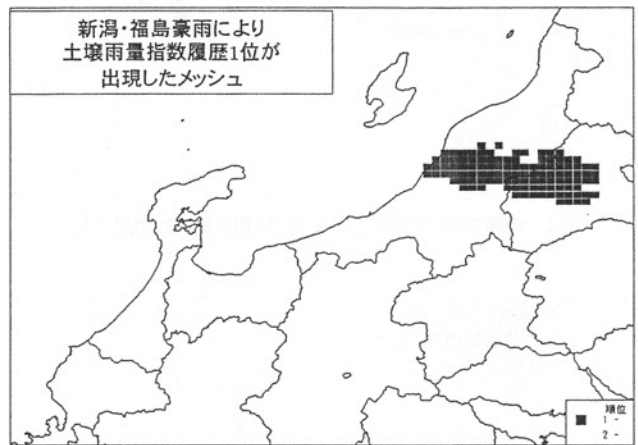 新潟・福島豪雨により
土壌雨量指数履歴1位が
出現したメッシュ
順位
1 -
2 -